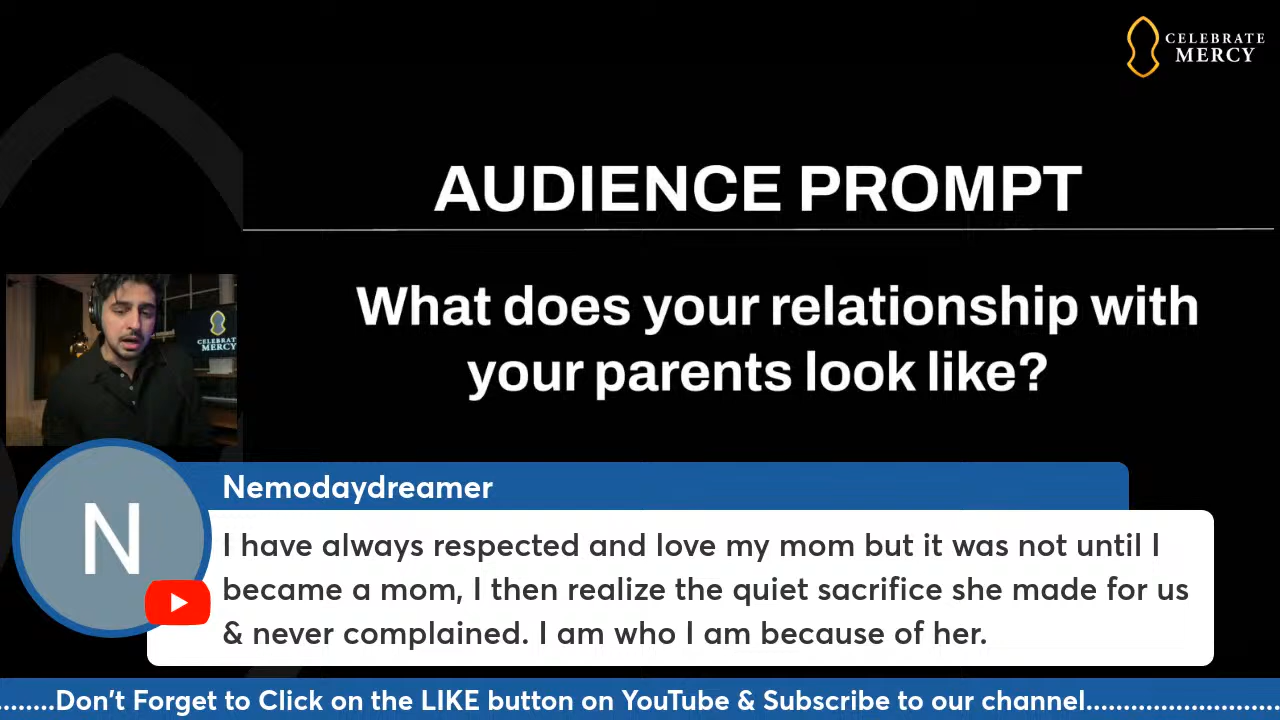 CELEBRATE
MERCY
AUDIENCE PROMPT
What does your relationship with
your parents look like?
CELEBRATE
MERCY
N
Nemodaydreamer
I have always respected and love my mom but it was not until I
became a mom, I then realize the quiet sacrifice she made for us
& never complained. I am who I am because of her.
........Don't Forget to Click on the LIKE button on YouTube & Subscribe to our channel...........................